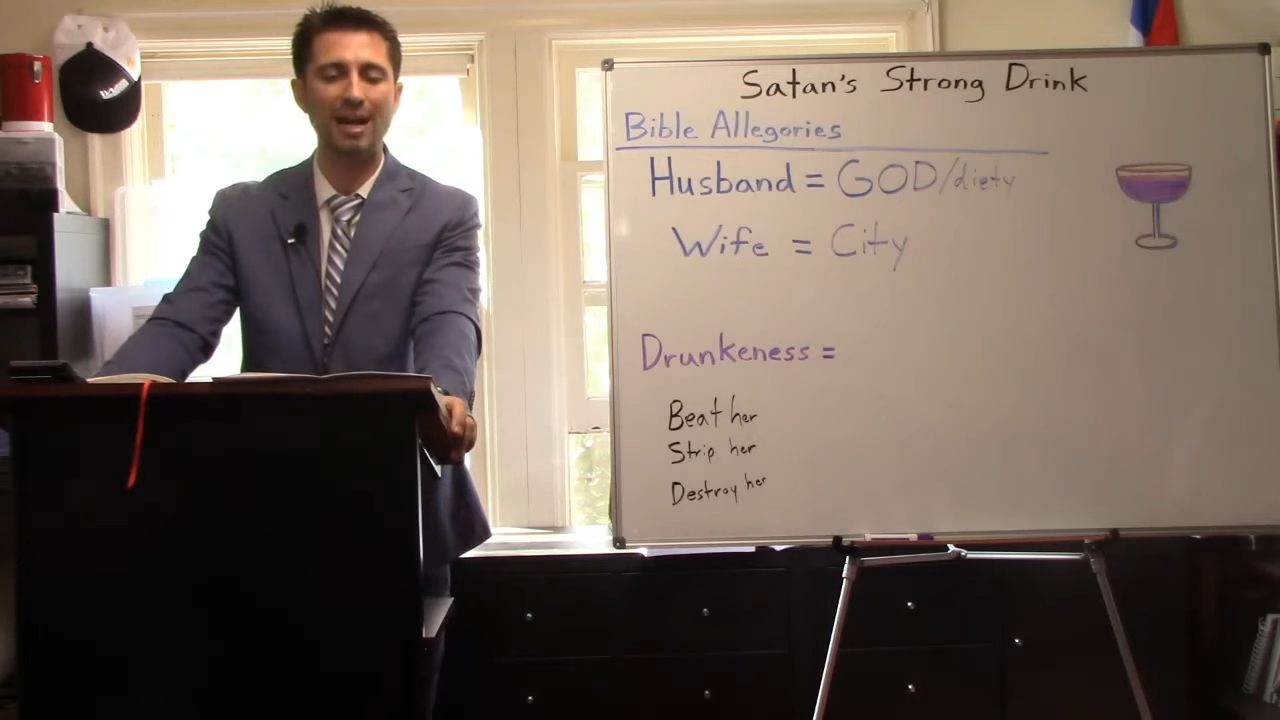 Satan's Strong Drink
Bible Allegories
Husband = GOD/diety
Wife = City
Drunkeness =
Beat her
Strip her
Destroy her